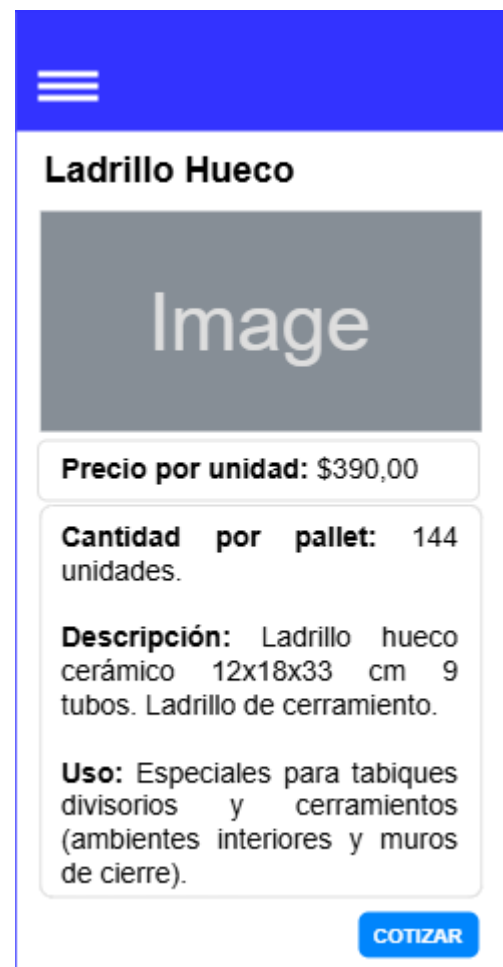 Ladrillo Hueco
Image
Precio por unidad: $390,00
Cantidad por pallet: 144
unidades.
Descripción: Ladrillo hueco
cerámico 12x18x33 cm 9
tubos. Ladrillo de cerramiento.
Uso: Especiales para tabiques
divisorios y cerramientos
(ambientes interiores y muros
de cierre).
COTIZAR